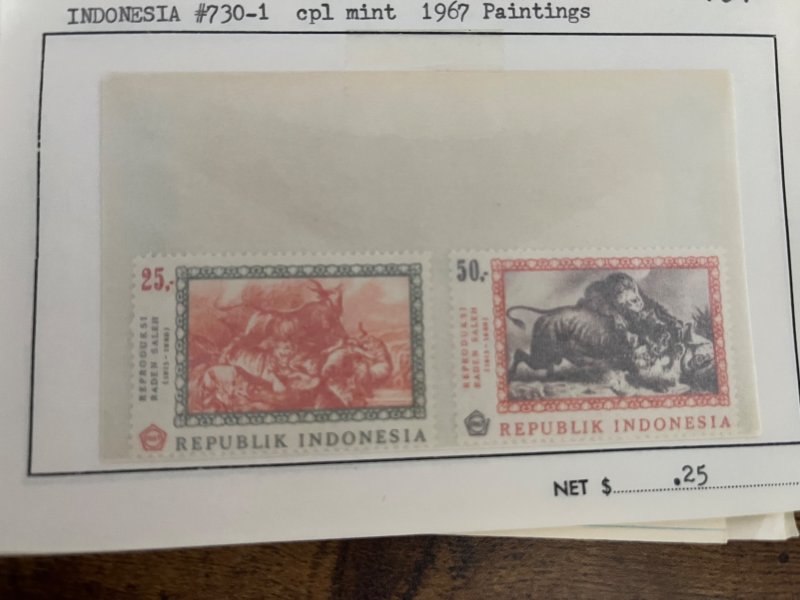 INDONESIA #730-1 cpl mint 1967 Paintings
25,-
REPRODUKSI
RADEN SALEH
REPUBLIK INDONESIA
50,-
REPRODUKSI
RADEN SALEH
REPUBLIK INDONESIA
NET $ .25